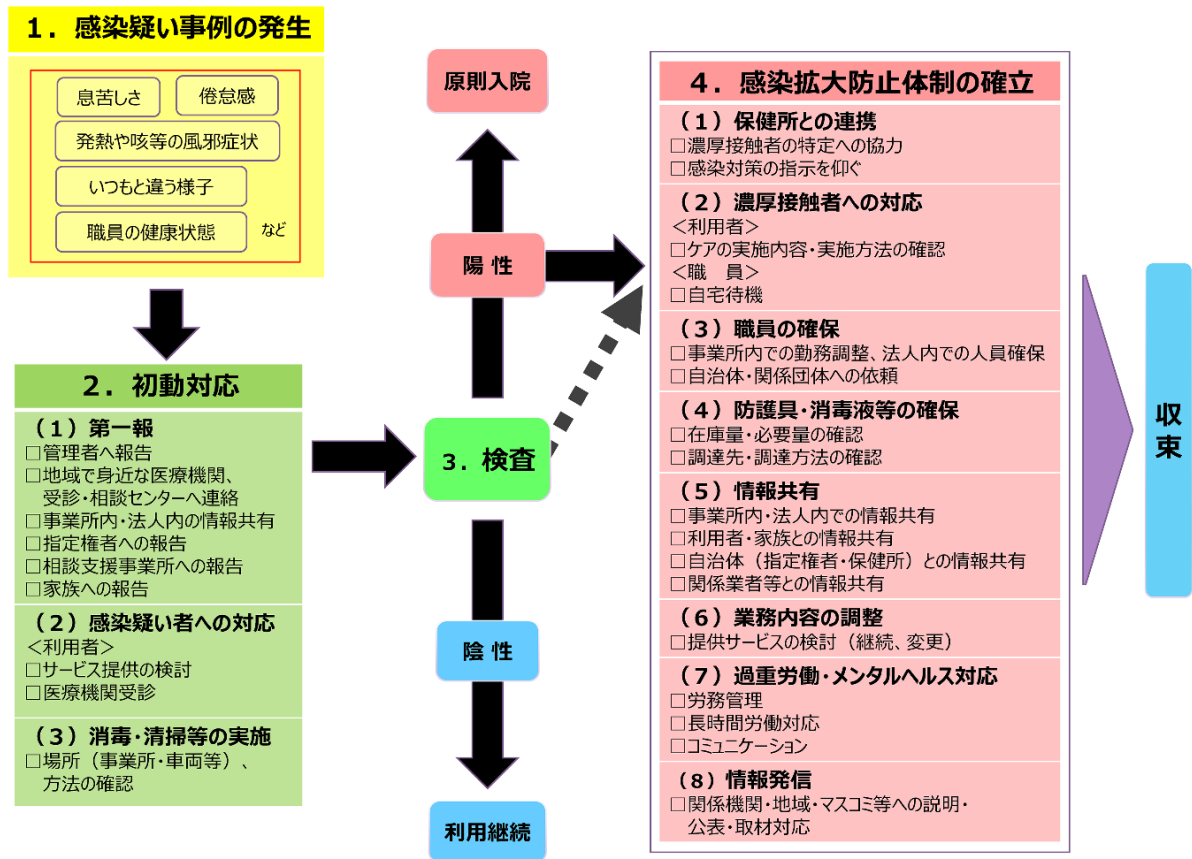 1．感染疑い事例の発生
息苦しさ
倦怠感
発熱や咳等の風邪症状
いつもと違う様子
職員の健康状態
など
2．初動対応
（1）第一報
□管理者へ報告
□地域で身近な医療機関、
受診・相談センターへ連絡
□事業所内・法人内の情報共有
□指定権者への報告
□相談支援事業所への報告
□家族への報告
（2）感染疑い者への対応
＜利用者＞
□サービス提供の検討
□医療機関受診
（3）消毒・清掃等の実施
□場所（事業所・車両等）、
方法の確認
原則入院
陽 性
3．検査
陰 性
利用継続
4．感染拡大防止体制の確立
（1）保健所との連携
□濃厚接触者の特定への協力
□感染対策の指示を仰ぐ
（2）濃厚接触者への対応
＜利用者＞
□ケアの実施内容・実施方法の確認
＜職　員＞
□自宅待機
（3）職員の確保
□事業所内での勤務調整、法人内での人員確保
□自治体・関係団体への依頼
（4）防護具・消毒液等の確保
□在庫量・必要量の確認
□調達先・調達方法の確認
（5）情報共有
□事業所内・法人内での情報共有
□利用者・家族との情報共有
□自治体（指定権者・保健所）との情報共有
□関係業者等との情報共有
（6）業務内容の調整
□提供サービスの検討（継続、変更）
（7）過重労働・メンタルヘルス対応
□労務管理
□長時間労働対応
□コミュニケーション
（8）情報発信
□関係機関・地域・マスコミ等への説明・
公表・取材対応
収束